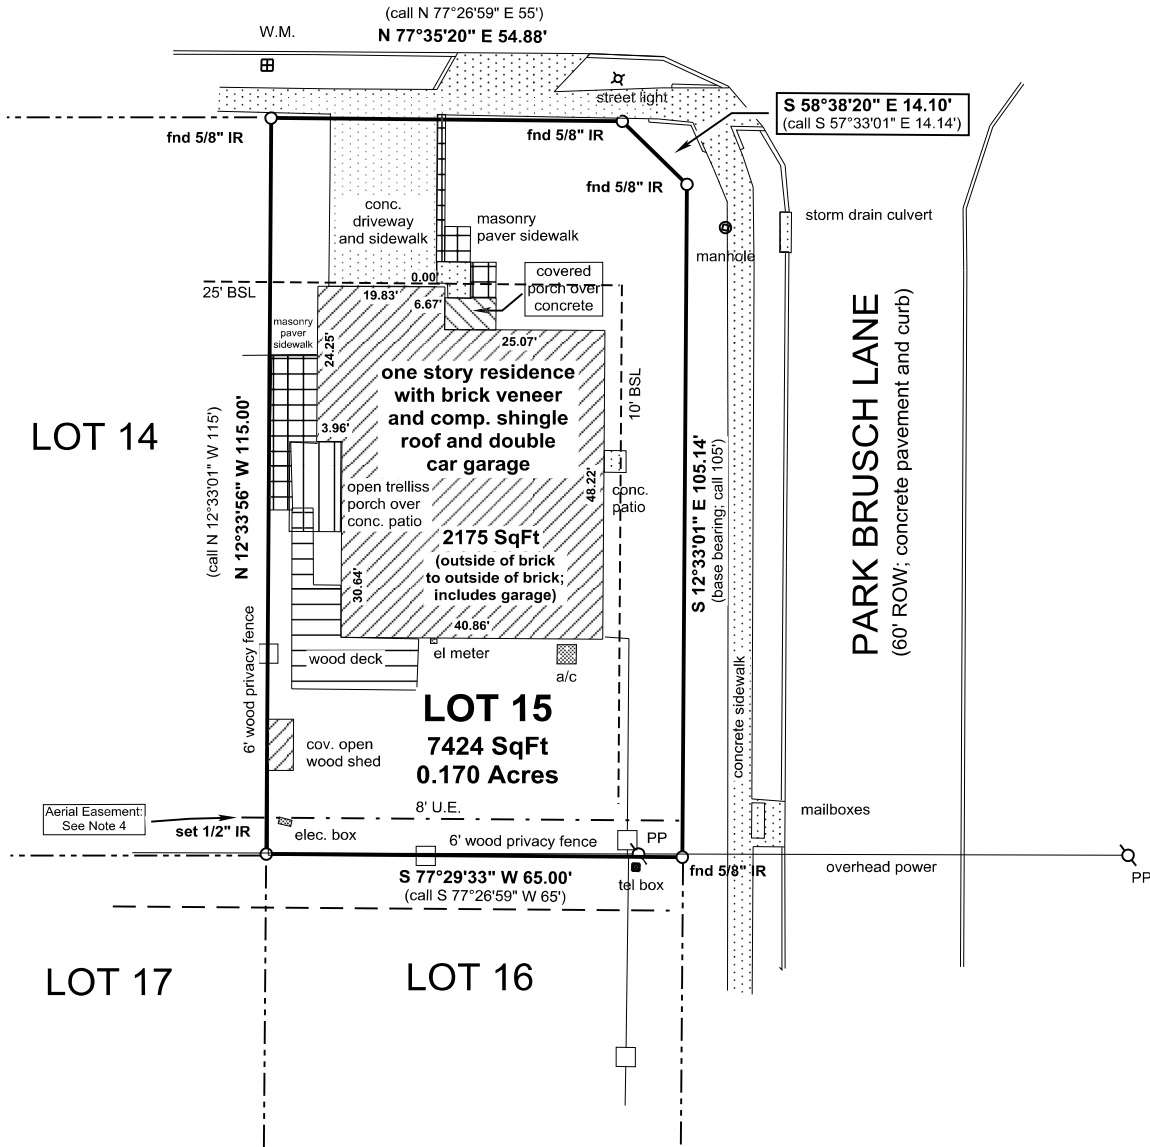 (call N 77°26'59" E 55')
N 77°35'20" E 54.88'
W.M.
street light
S 58°38'20" E 14.10'
(call S 57°33'01" E 14.14')
fnd 5/8" IR
fnd 5/8" IR
fnd 5/8" IR
conc.
driveway
and sidewalk
masonry
paver sidewalk
storm drain culvert
manhole
0.00'
covered
porch over
concrete
25' BSL
19.83'
6.67'
masonry
paver
sidewalk
24.25'
25.07'
one story residence
with brick veneer
and comp. shingle
roof and double
car garage
10' BSL
LOT 14
3.96'
(call N 12°33'01" W 115')
N 12°33'56" W 115.00'
open trelliss
porch over
conc. patio
48.22'
conc.
patio
S 12°33'01" E 105.14'
(base bearing; call 105')
PARK BRUSCH LANE
(60' ROW; concrete pavement and curb)
2175 SqFt
(outside of brick
to outside of brick;
includes garage)
30.64'
40.86'
6' wood privacy fence
wood deck
el meter
a/c
concrete sidewalk
LOT 15
7424 SqFt
0.170 Acres
cov. open
wood shed
8' U.E.
Aerial Easement:
See Note 4
set 1/2" IR
elec. box
6' wood privacy fence
PP
mailboxes
S 77°29'33" W 65.00'
(call S 77°26'59" W 65')
tel box
fnd 5/8" IR
overhead power
PP
LOT 17
LOT 16